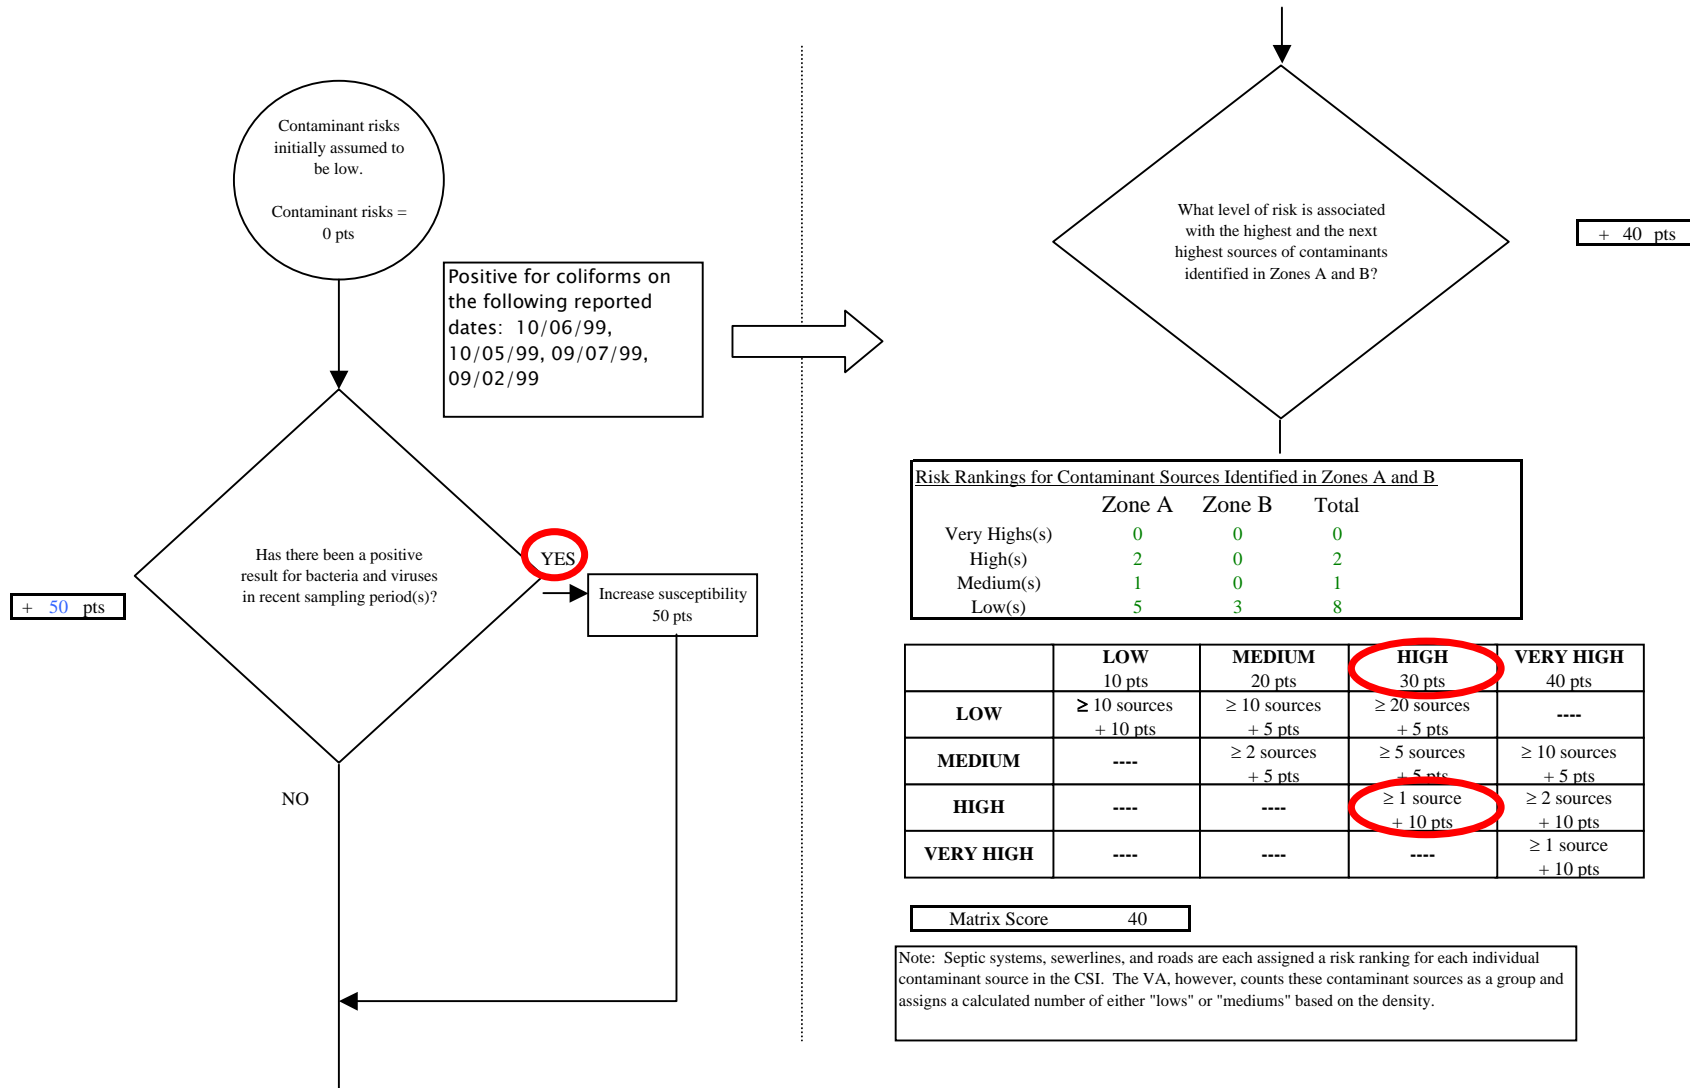 Contaminant risks
initially assumed to
be low.
Contaminant risks =
0 pts
Positive for coliforms on
the following reported
dates:  10/06/99,
10/05/99, 09/07/99,
09/02/99
Has there been a positive
result for bacteria and viruses
in recent sampling period(s)?
YES
+ 50 pts
Increase susceptibility
50 pts
NO
What level of risk is associated
with the highest and the next
highest sources of contaminants
identified in Zones A and B?
+ 40 pts
Risk Rankings for Contaminant Sources Identified in Zones A and B
Zone A Zone B Total
Very Highs(s) 0 0 0
High(s) 2 0 2
Medium(s) 1 0 1
Low(s) 5 3 8
LOW MEDIUM HIGH VERY HIGH
10 pts 20 pts 30 pts 40 pts
LOW ≥ 10 sources ≥ 10 sources ≥ 20 sources ----
+ 10 pts + 5 pts + 5 pts
MEDIUM ---- ≥ 2 sources ≥ 5 sources ≥ 10 sources
+ 5 pts + 5 pts + 5 pts
HIGH ---- ---- ≥ 1 source ≥ 2 sources
+ 10 pts + 10 pts
VERY HIGH ---- ---- ---- ≥ 1 source
+ 10 pts
Matrix Score 40
Note:  Septic systems, sewerlines, and roads are each assigned a risk ranking for each individual
contaminant source in the CSI.  The VA, however, counts these contaminant sources as a group and
assigns a calculated number of either "lows" or "mediums" based on the density.